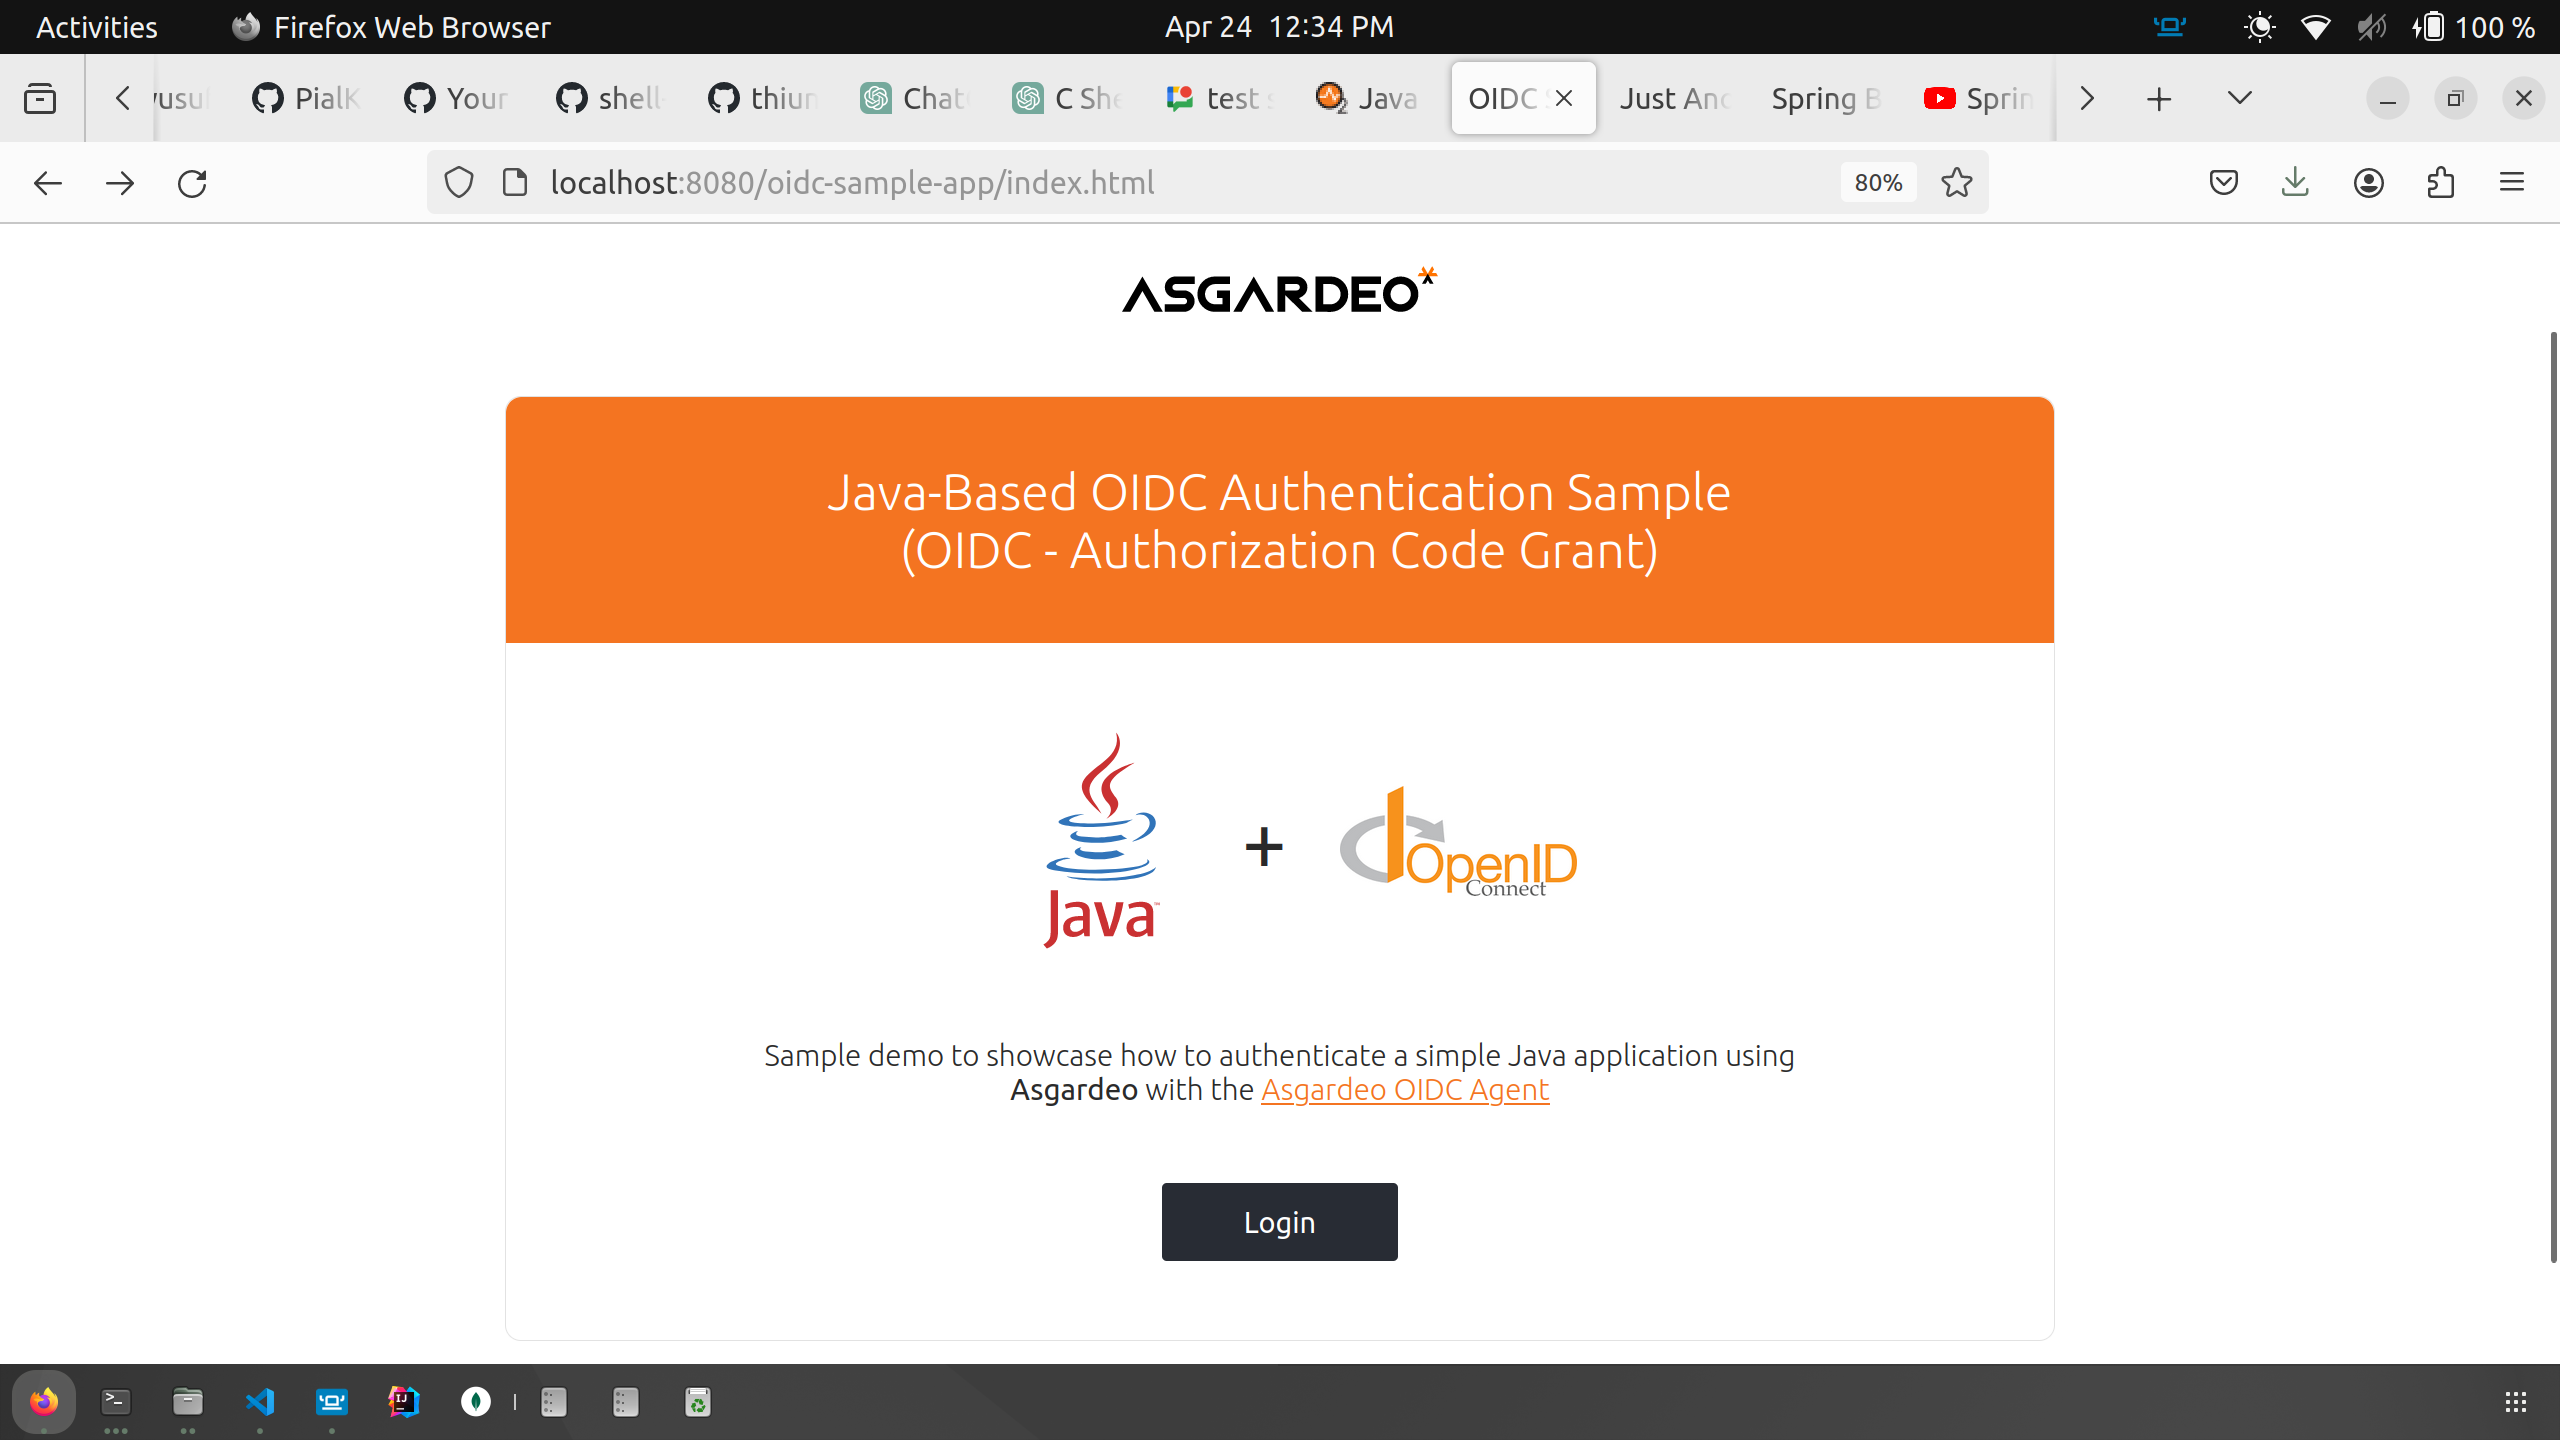 Activities Firefox Web Browser Apr 24 12:34 PM 100 %
PialK Your shell- thiun Chat C She test s Java OIDC S Just And Spring B Sprin
localhost:8080/oidc-sample-app/index.html 80%
ASGARDEO
Java-Based OIDC Authentication Sample
(OIDC - Authorization Code Grant)
Java + OpenID
Connect
Sample demo to showcase how to authenticate a simple Java application using
Asgardeo with the Asgardeo OIDC Agent
Login